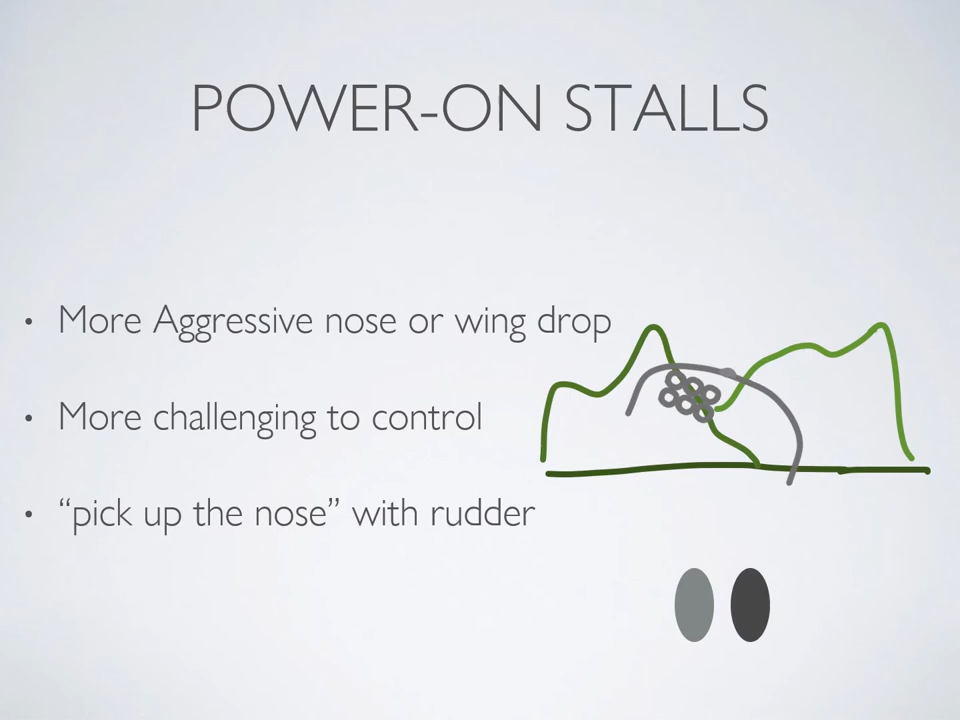 POWER-ON STALLS
• More Aggressive nose or wing drop
• More challenging to control
• “pick up the nose” with rudder